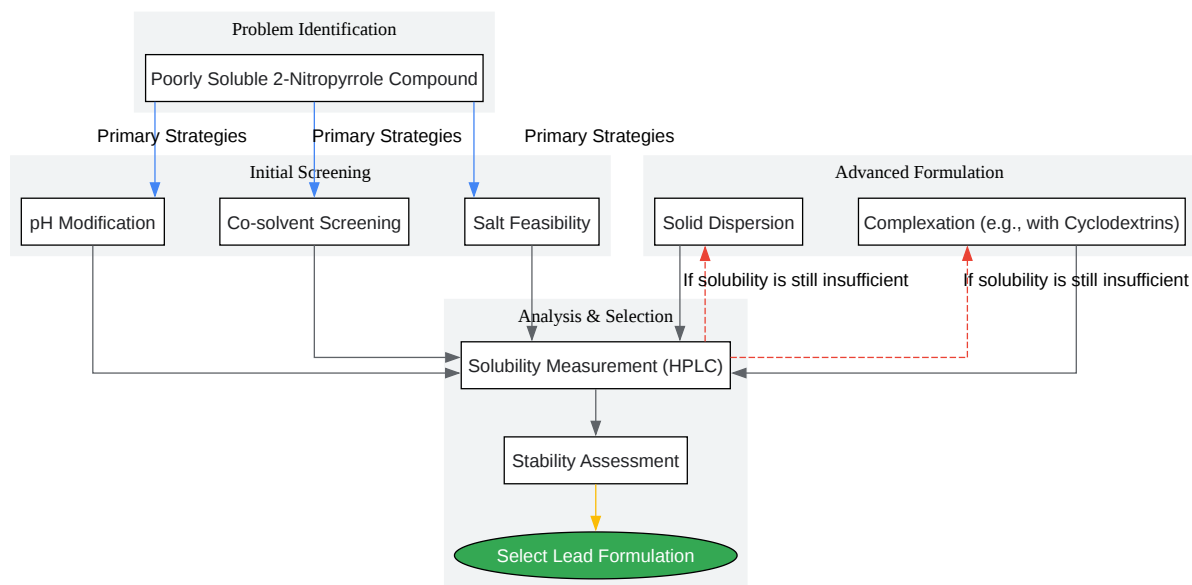 Problem Identification
Poorly Soluble 2-Nitropyrrole Compound
Primary Strategies
Primary Strategies
Primary Strategies
Initial Screening
Advanced Formulation
pH Modification
Co-solvent Screening
Salt Feasibility
Solid Dispersion
Complexation (e.g., with Cyclodextrins)
If solubility is still insufficient
If solubility is still insufficient
Analysis & Selection
Solubility Measurement (HPLC)
Stability Assessment
Select Lead Formulation